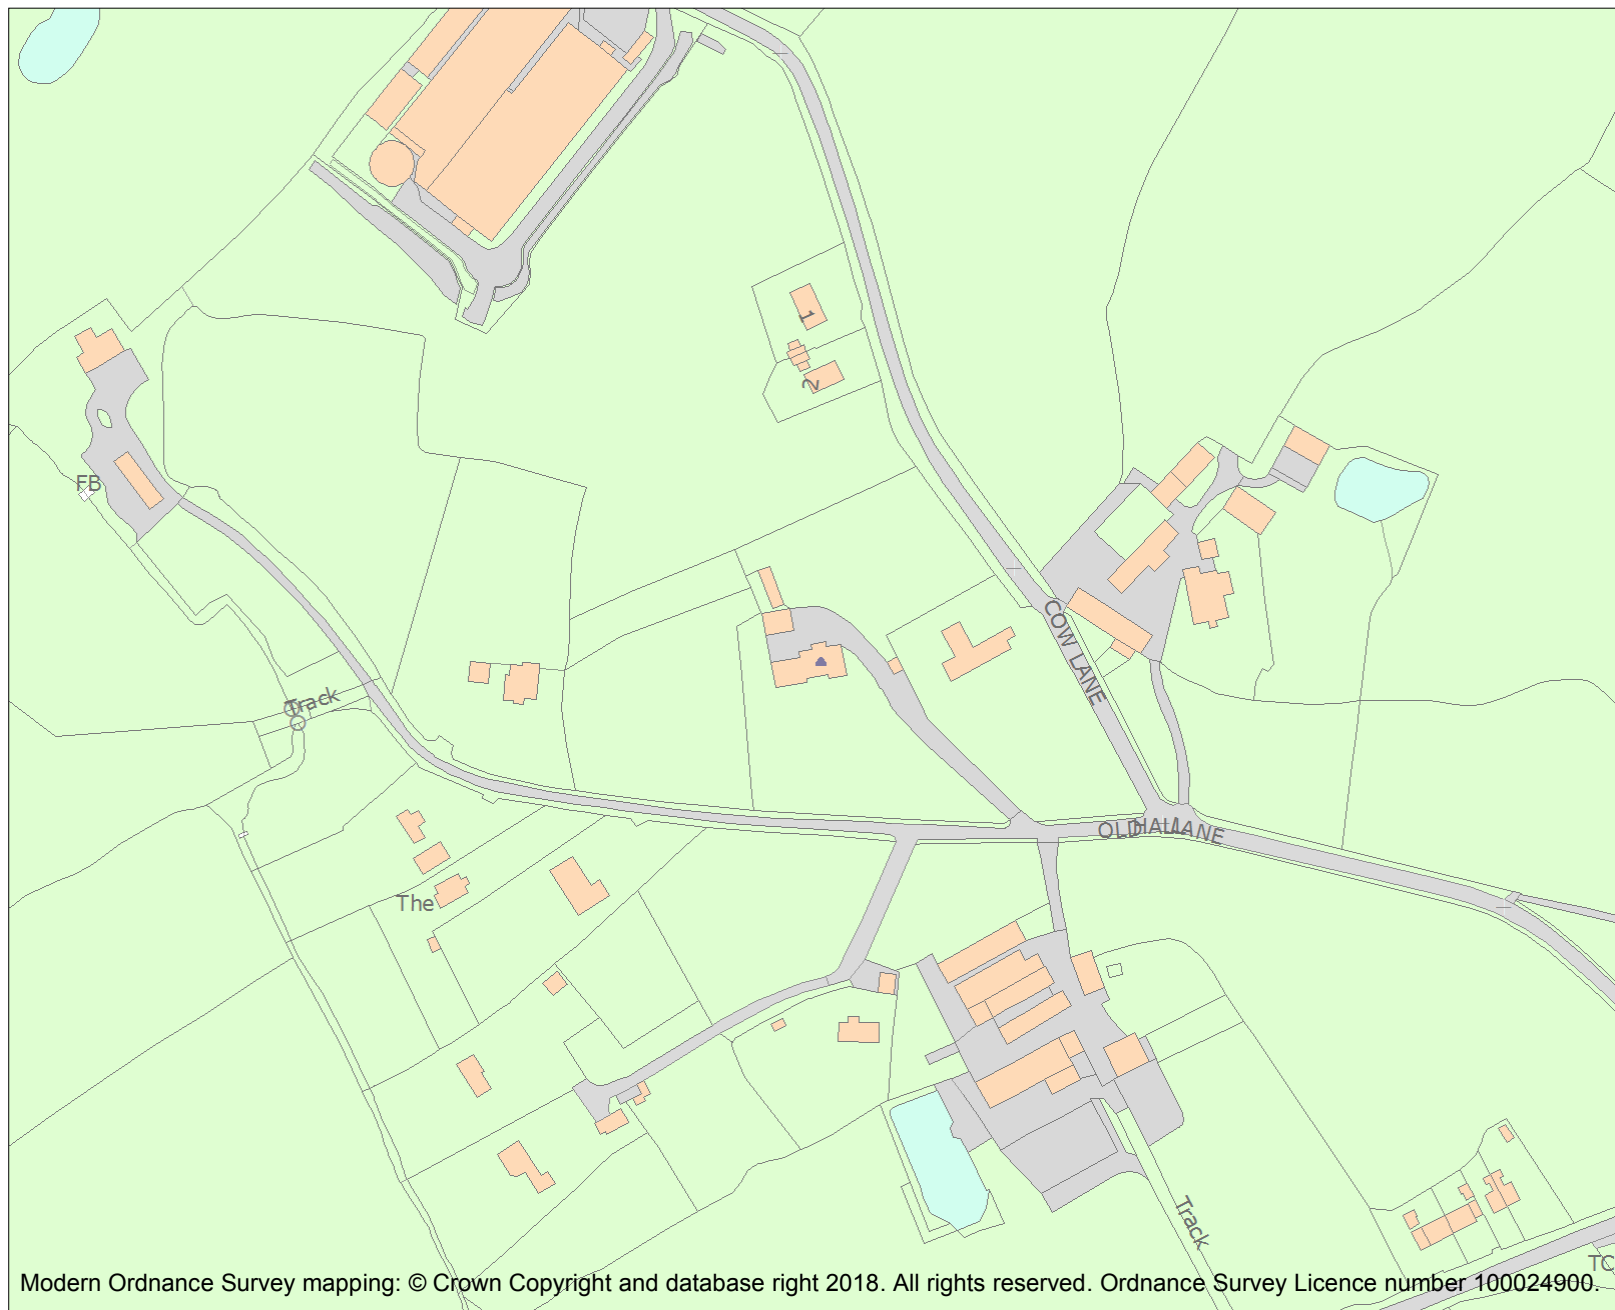 1
2
FB
COW LANE
Track
OLD HALL LANE
The
Track
TC
Modern Ordnance Survey mapping: © Crown Copyright and database right 2018. All rights reserved. Ordnance Survey Licence number 100024900.